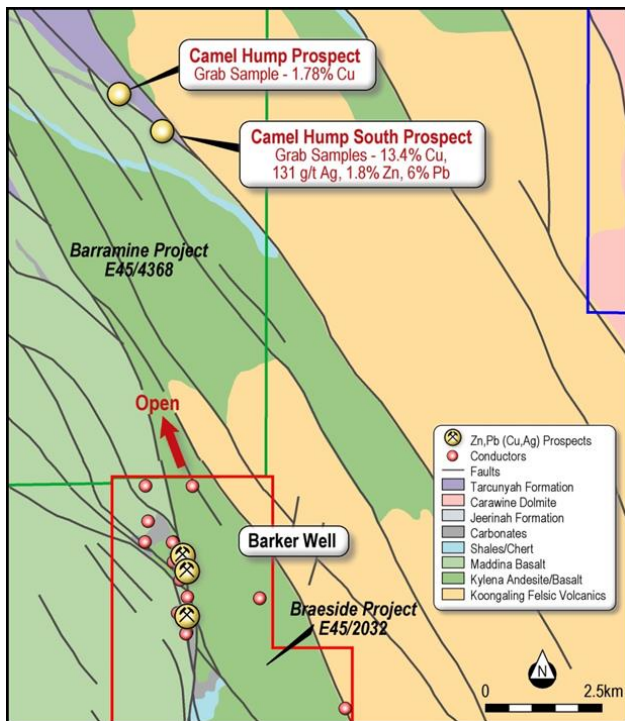 Camel Hump Prospect
Grab Sample - 1.78% Cu
Camel Hump South Prospect
Grab Samples - 13.4% Cu,
131 g/t Ag, 1.8% Zn, 6% Pb
Barramine Project
E45/4368
Open
Barker Well
Braeside Project
E45/2032
Zn,Pb (Cu,Ag) Prospects
Conductors
Faults
Tarcunyah Formation
Carawine Dolmite
Jeerinah Formation
Carbonates
Shales/Chert
Maddina Basalt
Kylena Andesite/Basalt
Koongaling Felsic Volcanics
N
0 2.5km